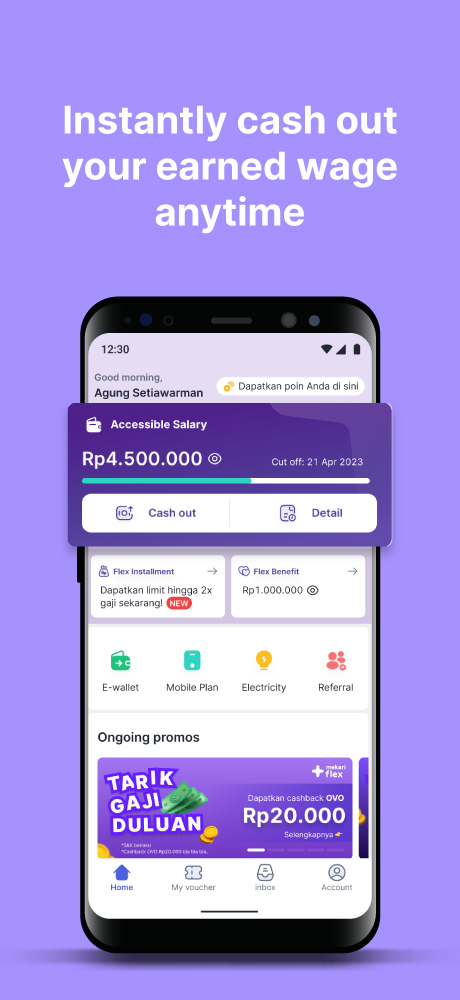 Instantly cash out
your earned wage
anytime
12:30
Good morning,
Agung Setiawarman
Dapatkan poin Anda di sini
Accessible Salary
Rp4.500.000
Cut off: 21 Apr 2023
Cash out
Detail
Flex Installment
Dapatkan limit hingga 2x
gaji sekarang! NEW
Flex Benefit
Rp1.000.000
E-wallet
Mobile Plan
Electricity
Referral
Ongoing promos
TARIK
GAJI
DULUAN
*S&K berlaku
*Cashback OVO Rp20.000 bla bla bla.
mekari
flex
Dapatkan cashback OVO
Rp20.000
Selengkapnya
Home
My voucher
inbox
Account